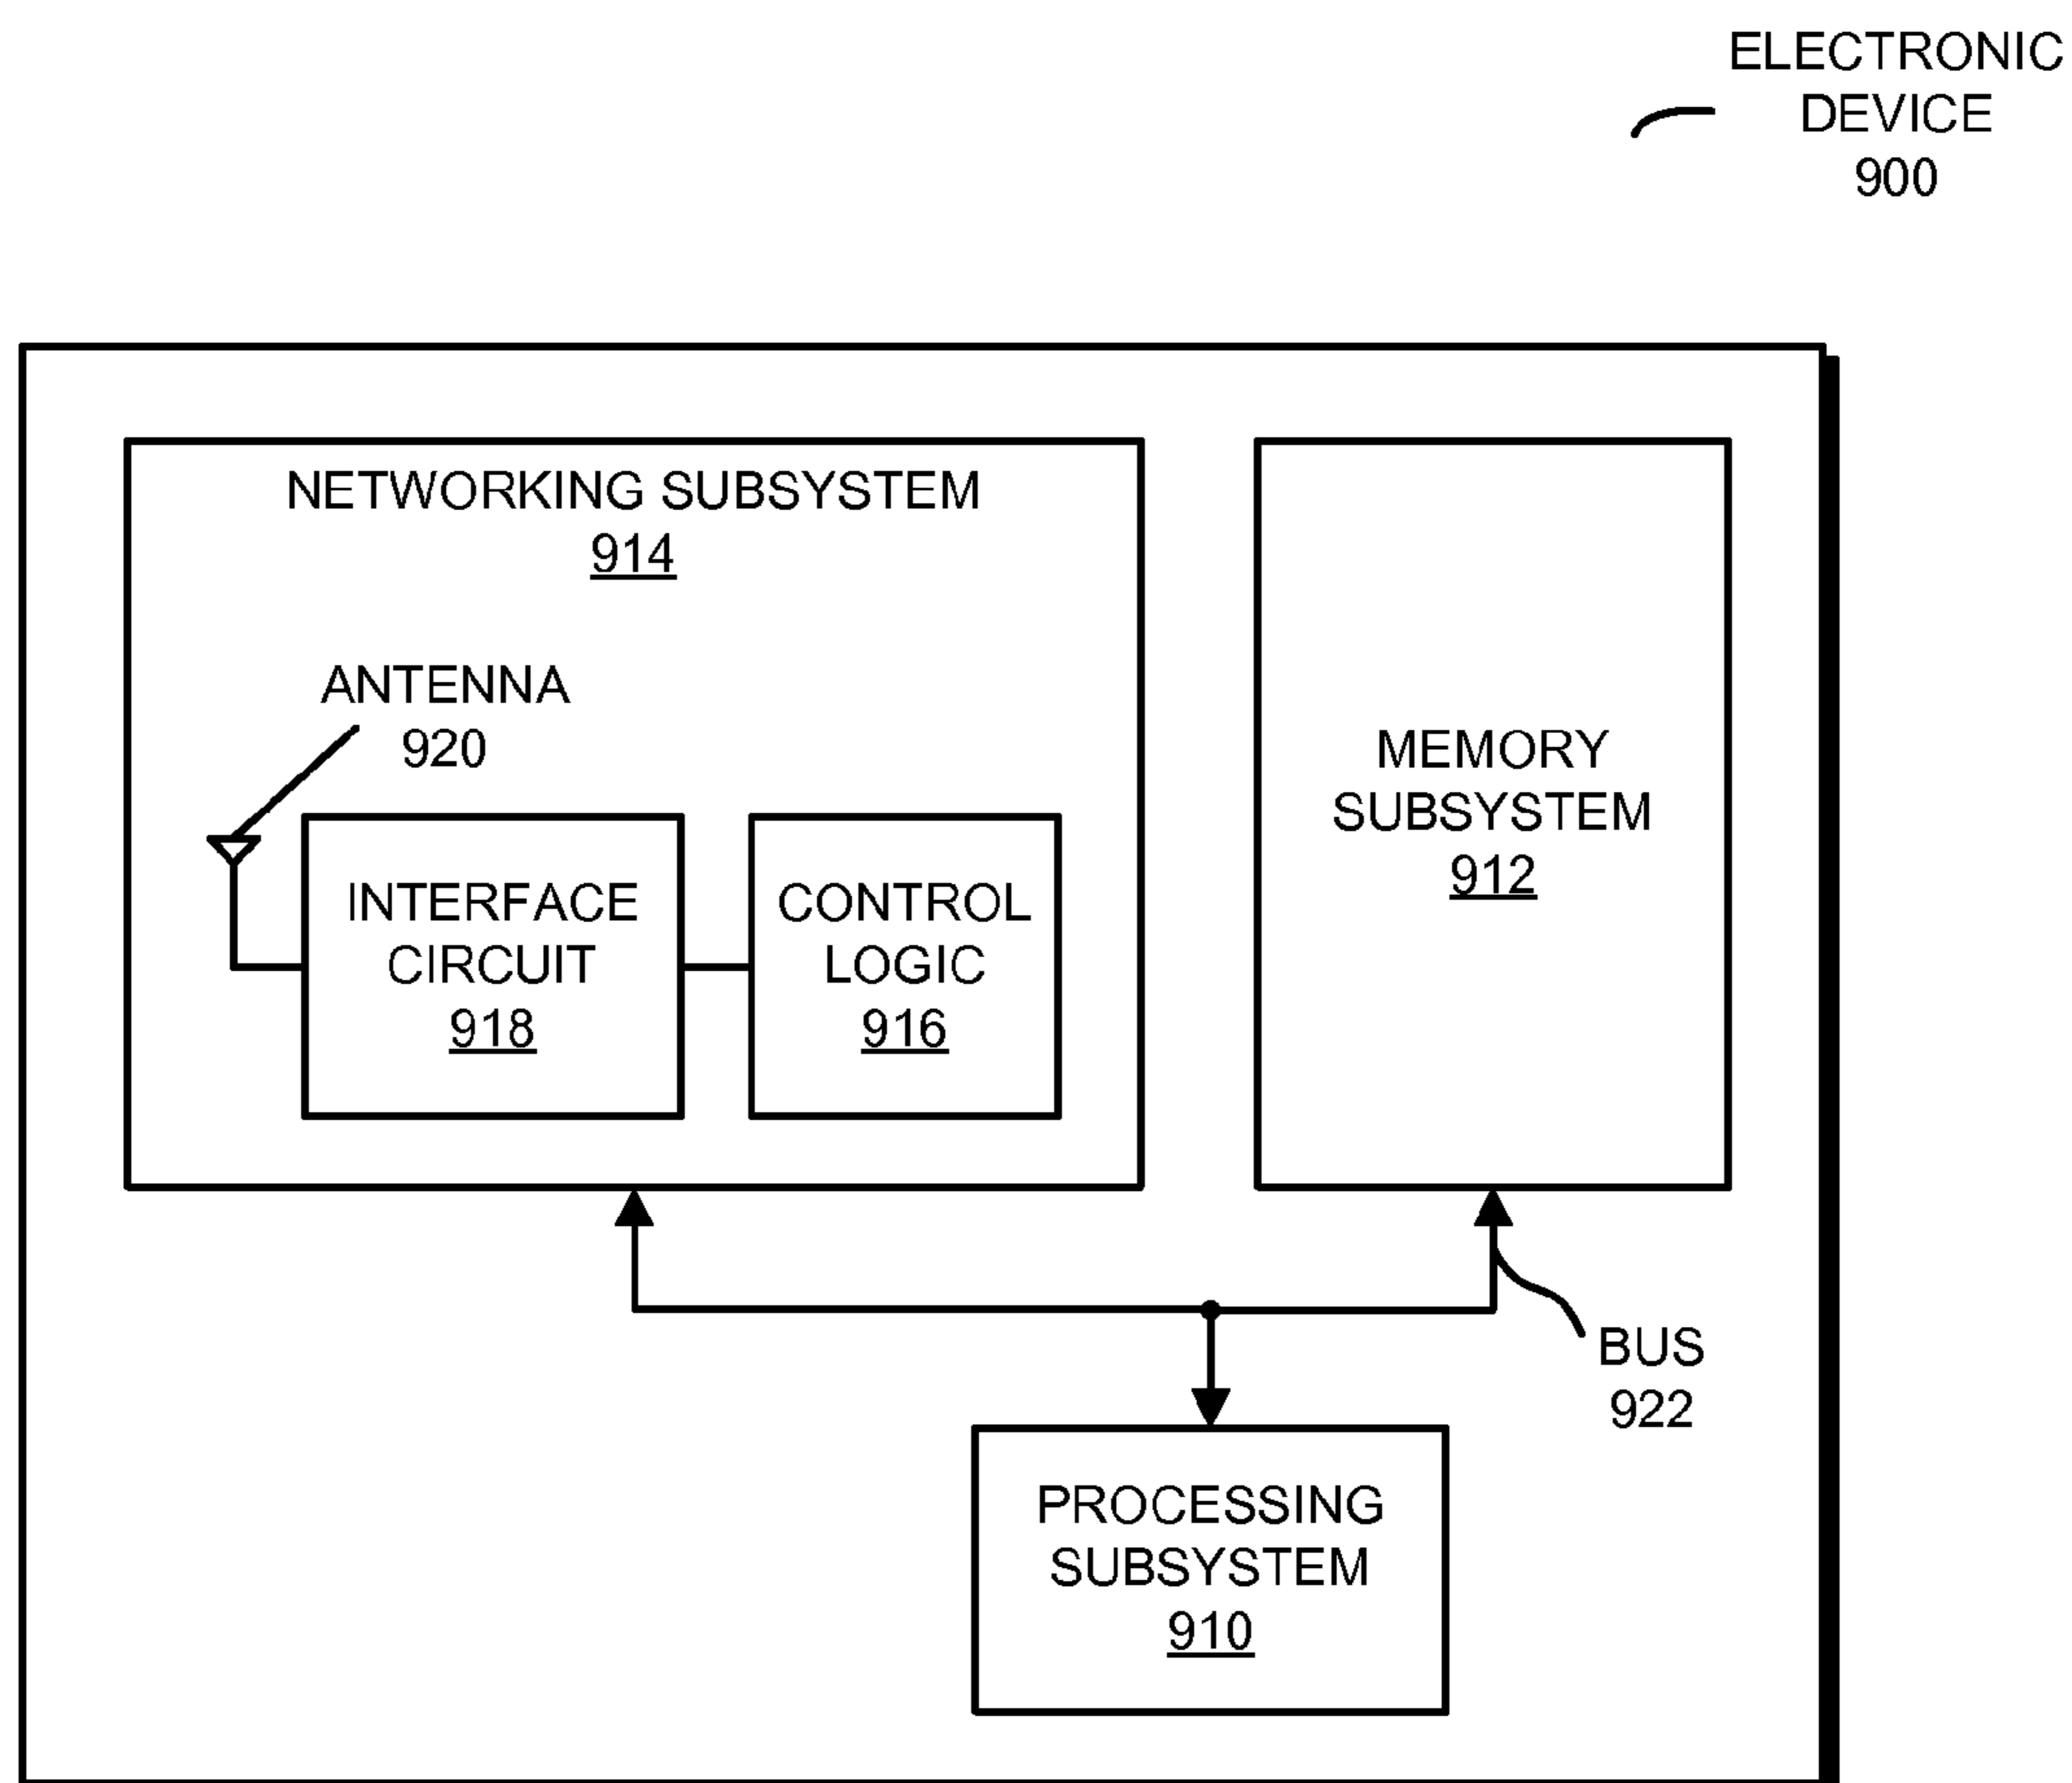 ELECTRONIC
DEVICE
900
NETWORKING SUBSYSTEM
914
ANTENNA
920
INTERFACE
CIRCUIT
918
CONTROL
LOGIC
916
MEMORY
SUBSYSTEM
912
BUS
922
PROCESSING
SUBSYSTEM
910